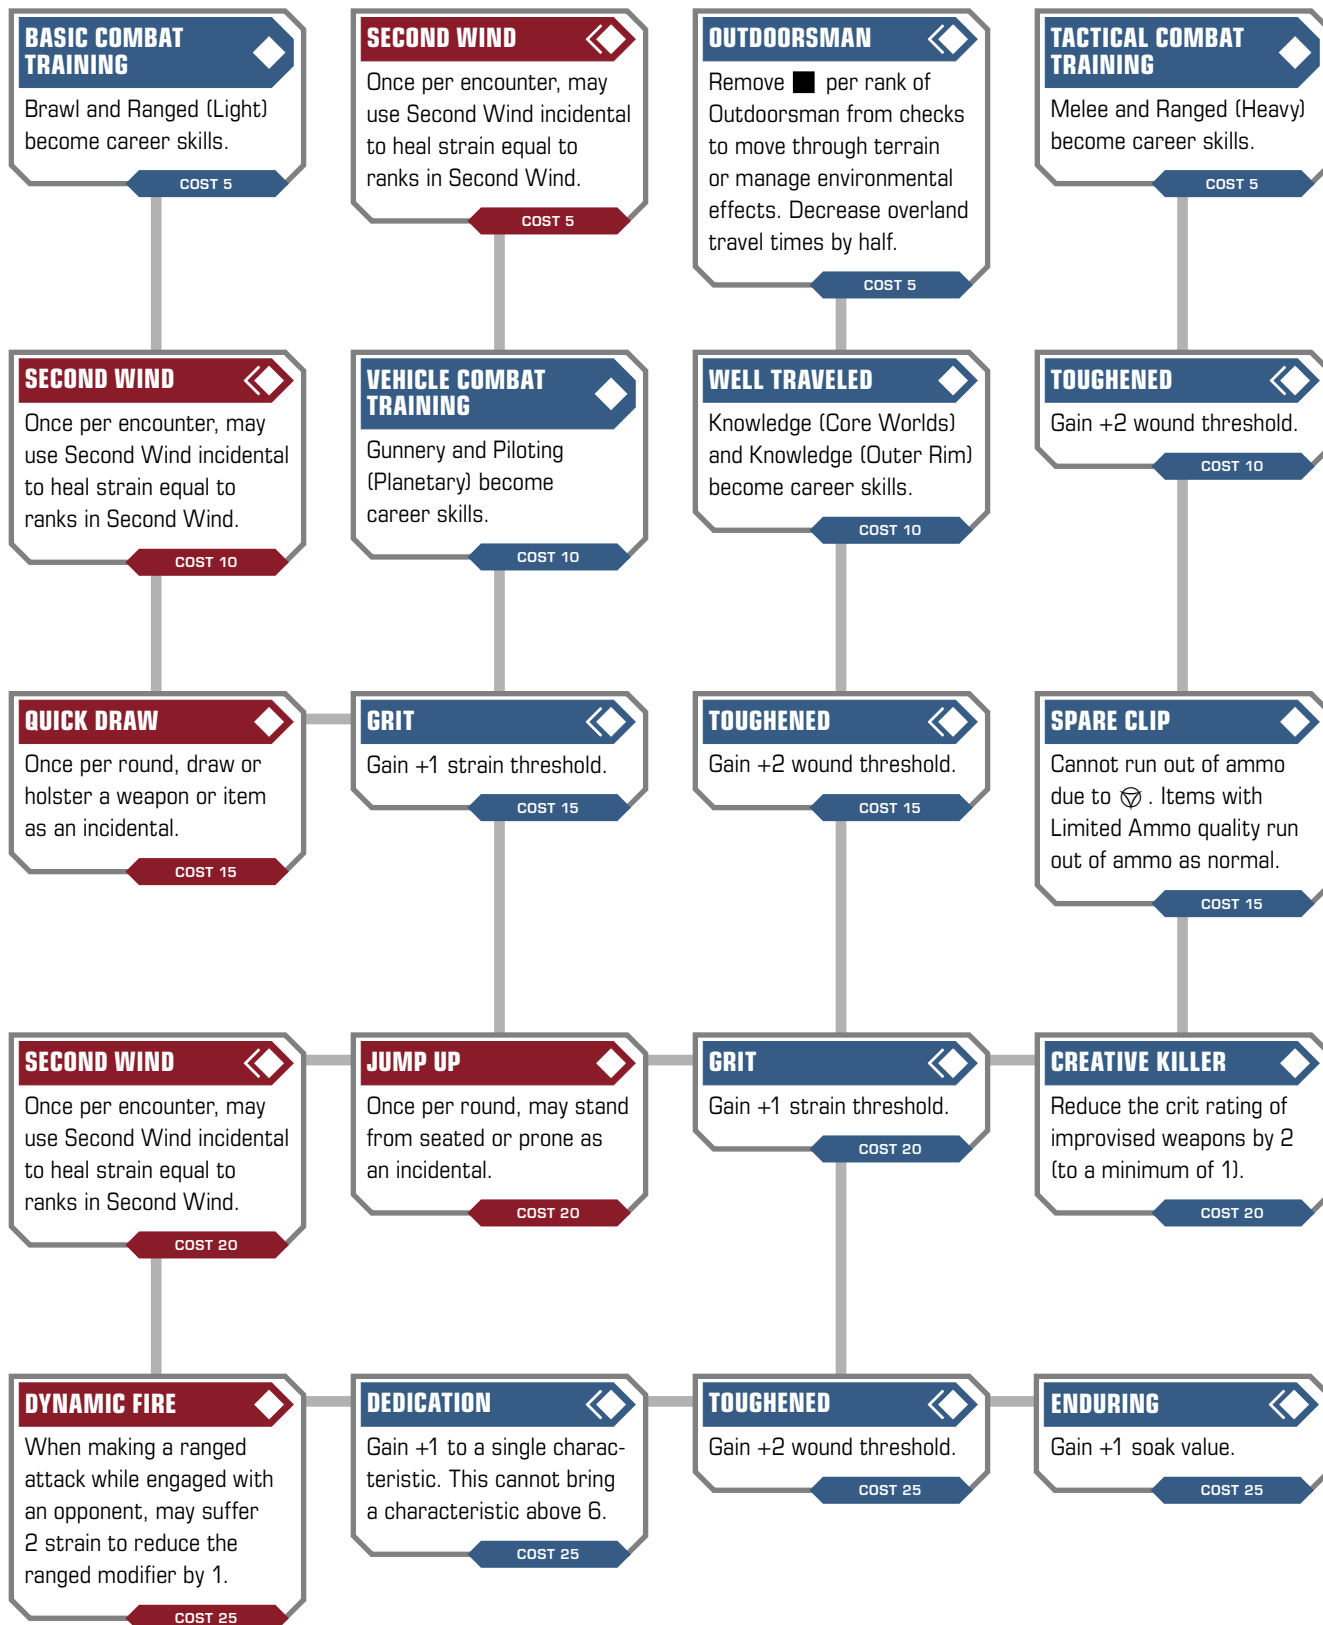 BASIC COMBAT
TRAINING
Brawl and Ranged (Light)
become career skills.
COST 5
SECOND WIND
Once per encounter, may
use Second Wind incidental
to heal strain equal to
ranks in Second Wind.
COST 5
OUTDOORSMAN
Remove per rank of
Outdoorsman from checks
to move through terrain
or manage environmental
effects. Decrease overland
travel times by half.
COST 5
TACTICAL COMBAT
TRAINING
Melee and Ranged (Heavy)
become career skills.
COST 5
SECOND WIND
Once per encounter, may
use Second Wind incidental
to heal strain equal to
ranks in Second Wind.
COST 10
VEHICLE COMBAT
TRAINING
Gunnery and Piloting
(Planetary) become
career skills.
COST 10
WELL TRAVELED
Knowledge (Core Worlds)
and Knowledge (Outer Rim)
become career skills.
COST 10
TOUGHENED
Gain +2 wound threshold.
COST 10
QUICK DRAW
Once per round, draw or
holster a weapon or item
as an incidental.
COST 15
GRIT
Gain +1 strain threshold.
COST 15
TOUGHENED
Gain +2 wound threshold.
COST 15
SPARE CLIP
Cannot run out of ammo
due to . Items with
Limited Ammo quality run
out of ammo as normal.
COST 15
SECOND WIND
Once per encounter, may
use Second Wind incidental
to heal strain equal to
ranks in Second Wind.
COST 20
JUMP UP
Once per round, may stand
from seated or prone as
an incidental.
COST 20
GRIT
Gain +1 strain threshold.
COST 20
CREATIVE KILLER
Reduce the crit rating of
improvised weapons by 2
(to a minimum of 1).
COST 20
DYNAMIC FIRE
When making a ranged
attack while engaged with
an opponent, may suffer
2 strain to reduce the
ranged modifier by 1.
COST 25
DEDICATION
Gain +1 to a single charac-
teristic. This cannot bring
a characteristic above 6.
COST 25
TOUGHENED
Gain +2 wound threshold.
COST 25
ENDURING
Gain +1 soak value.
COST 25